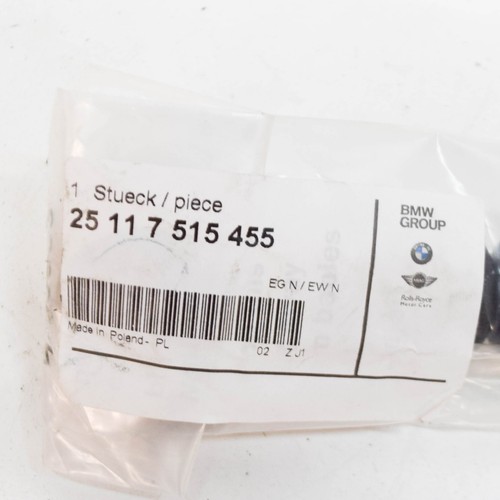 1 Stueck / piece
25 11 7 515 455
EG N / EW N
Made in Poland - PL
02 ZJ1
BMW
GROUP
Rolls-Royce
Motor Cars